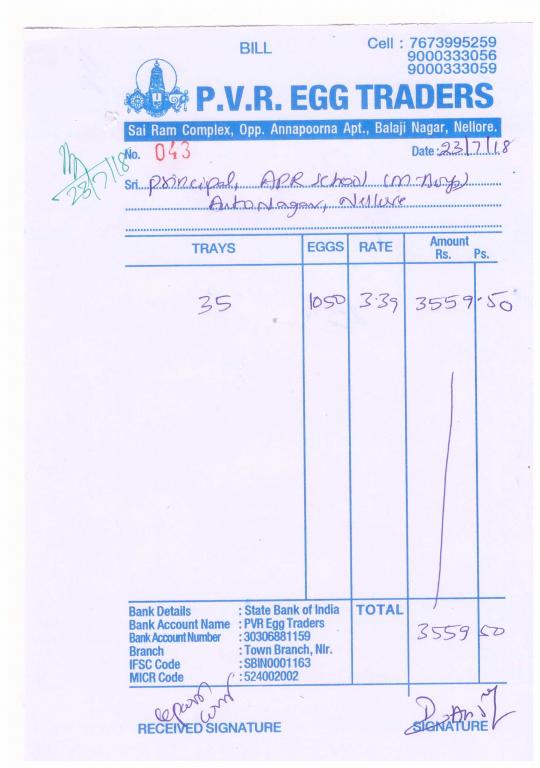 BILL
Cell : 7673995259
9000333056
9000333059
P.V.R. EGG TRADERS
Sai Ram Complex, Opp. Annapoorna Apt., Balaji Nagar, Nellore.
No. 043 Date: 23/7/18
23/7/18
Sri. Principal, APR School (M. Boys)
AutoNagar, Nellore
TRAYS EGGS RATE Amount
Rs. Ps.
35 1050 3.39 3559.50
Bank Details : State Bank of India TOTAL
Bank Account Name : PVR Egg Traders
Bank Account Number : 30306881159 3559 50
Branch : Town Branch, Nlr.
IFSC Code : SBIN0001163
MICR Code : 524002002
RECEIVED SIGNATURE SIGNATURE